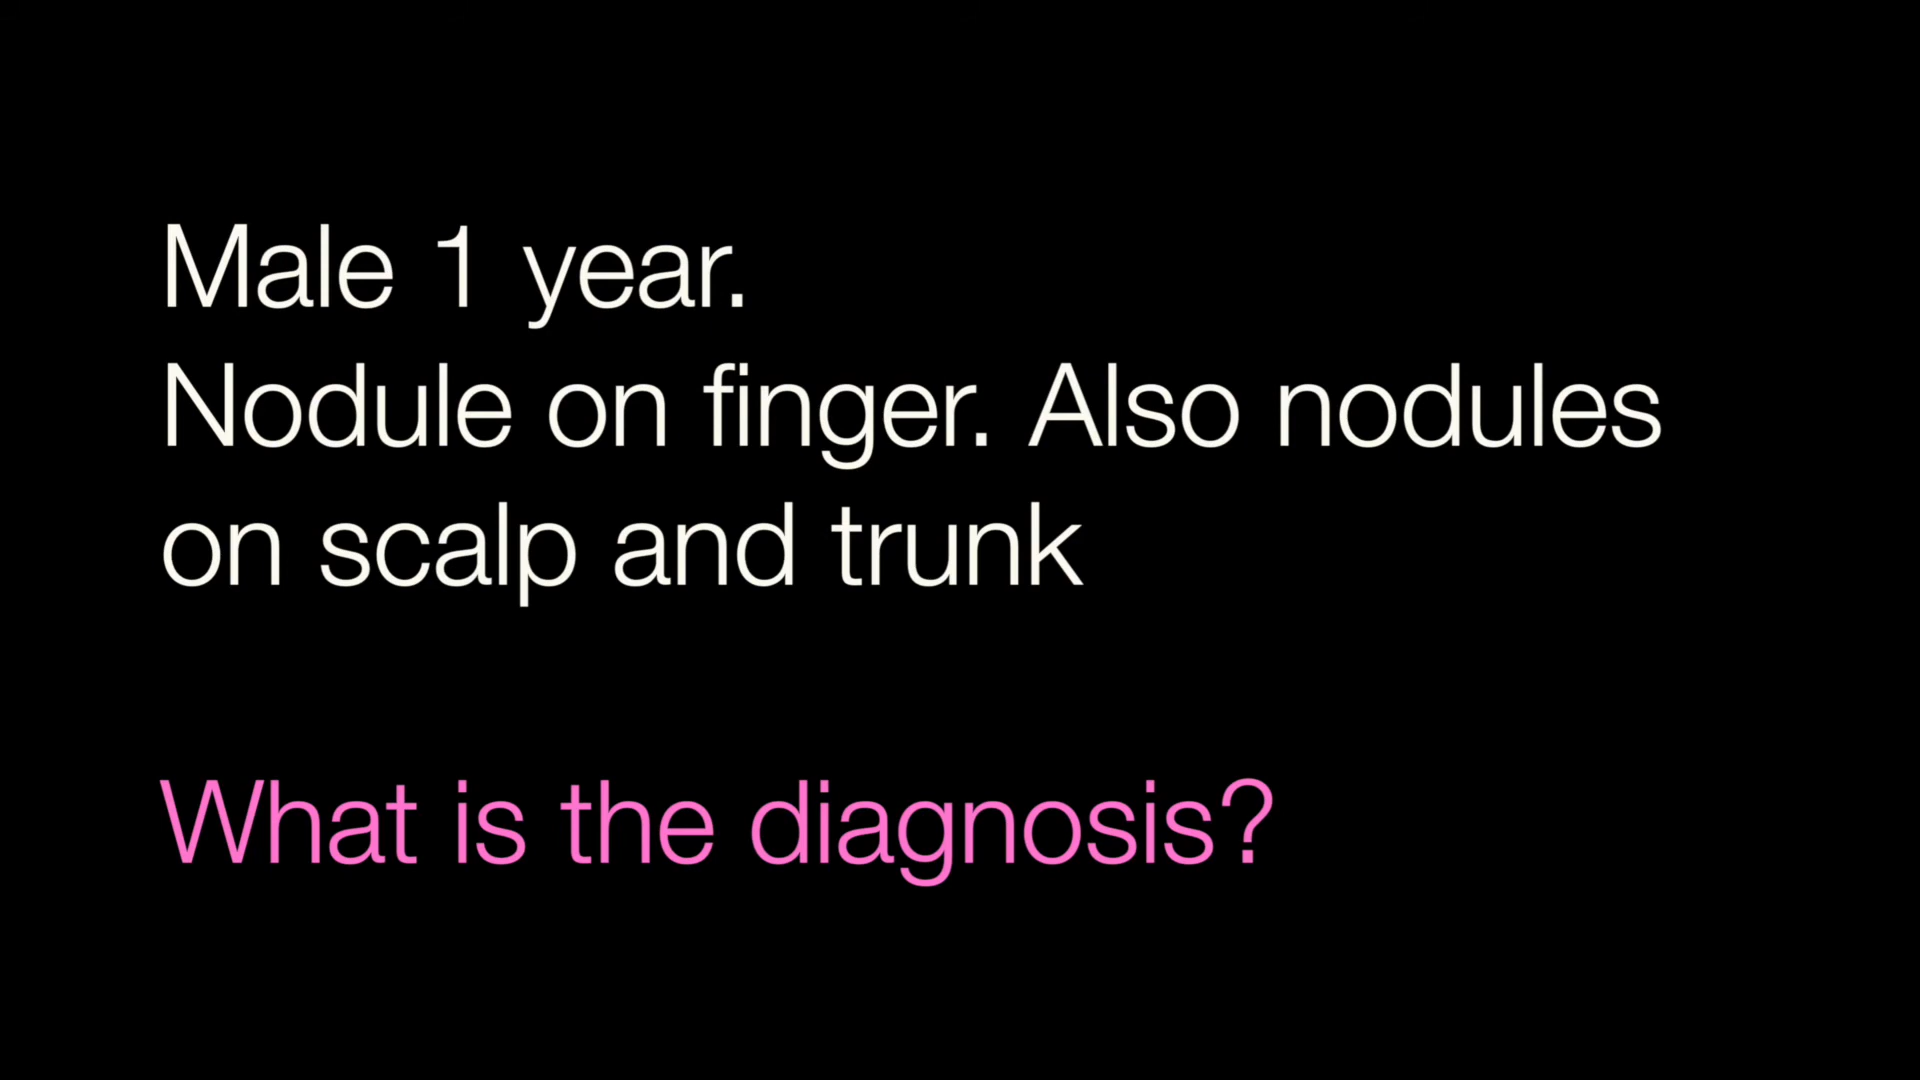 Male 1 year.
Nodule on finger. Also nodules
on scalp and trunk
What is the diagnosis?